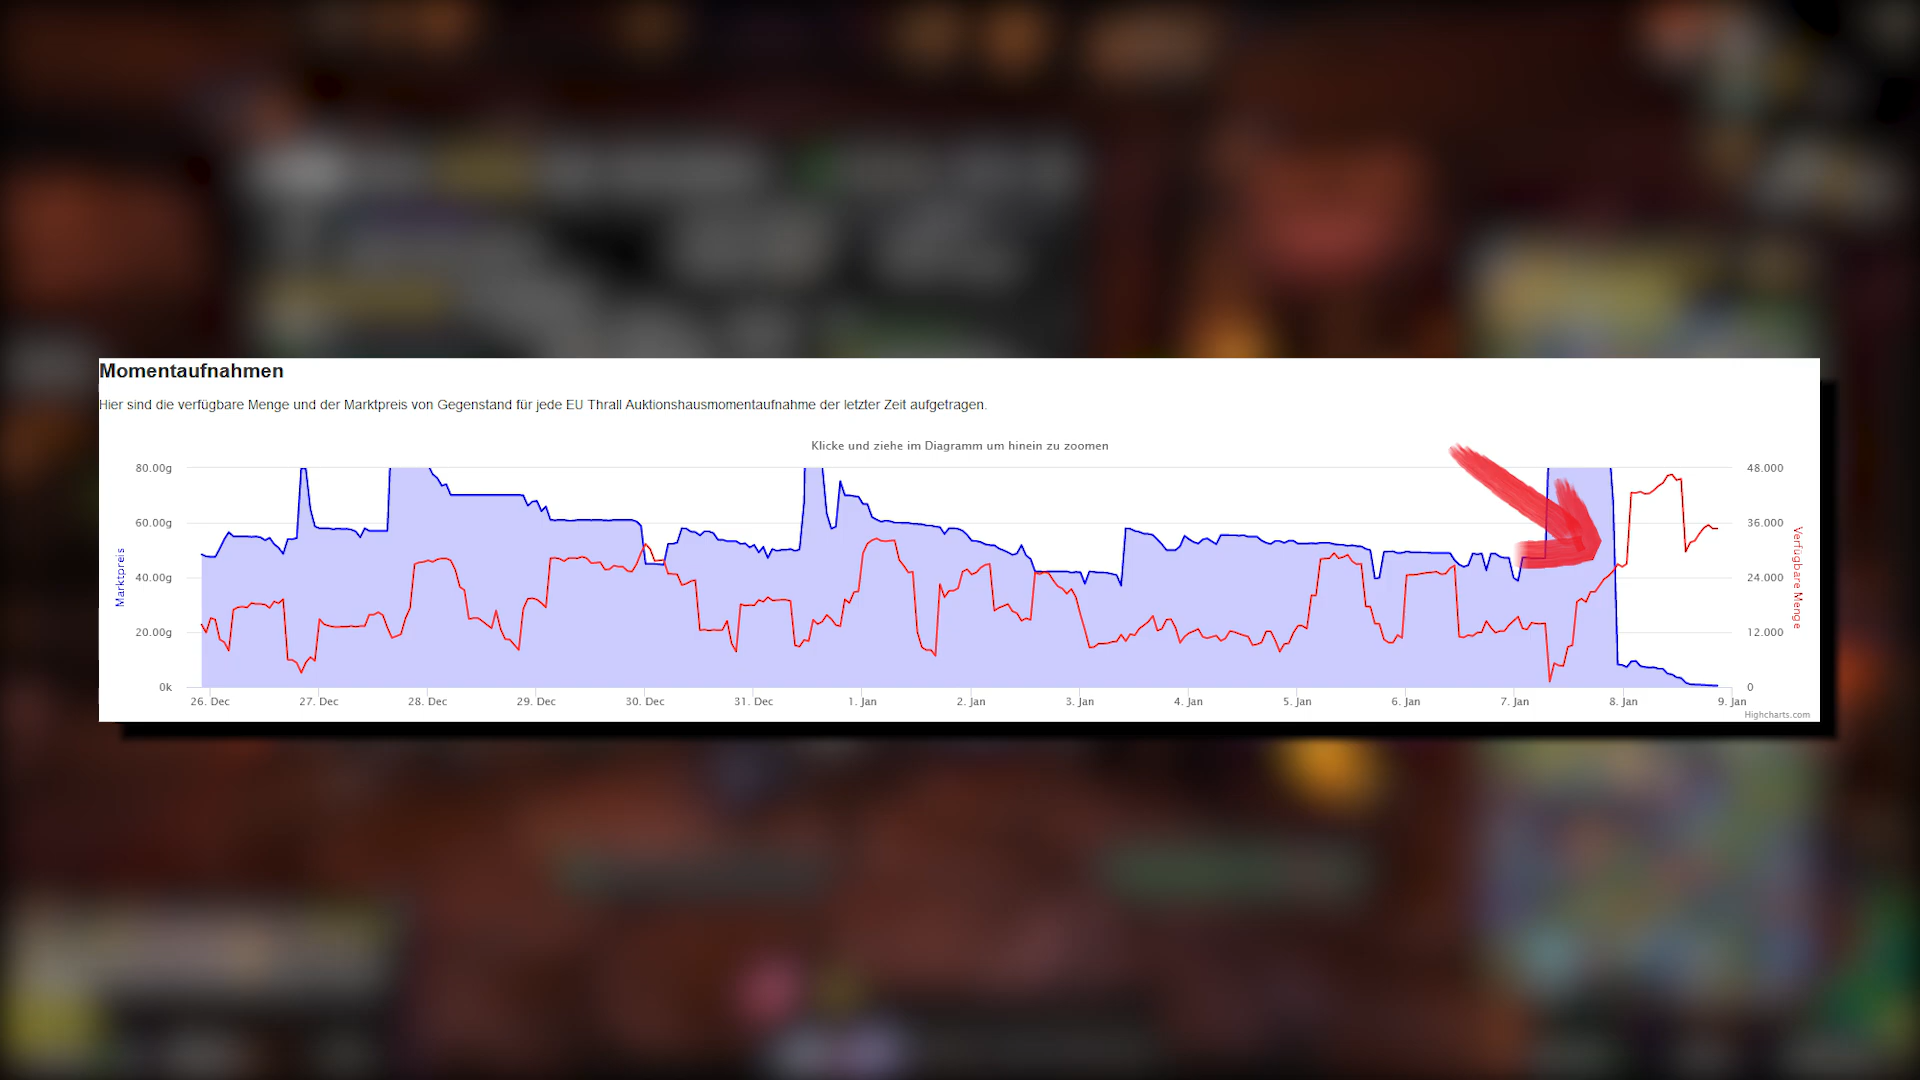 Momentaufnahmen
Hier sind die verfügbare Menge und der Marktpreis von Gegenstand für jede EU Thrall Auktionshausmomentaufnahme der letzter Zeit aufgetragen.
Klicke und ziehe im Diagramm um hinein zu zoomen
80.00g
60.00g
40.00g
20.00g
0k
Marktpreis
48.000
36.000
24.000
12.000
0
Verfügbare Menge
26. Dec
27. Dec
28. Dec
29. Dec
30. Dec
31. Dec
1. Jan
2. Jan
3. Jan
4. Jan
5. Jan
6. Jan
7. Jan
8. Jan
9. Jan
Highcharts.com